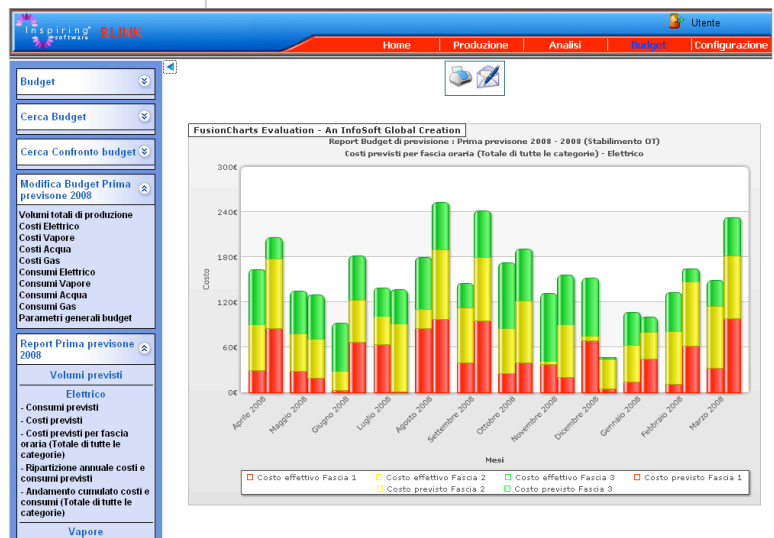 Inspiring
software
BLINK
Utente
Home Produzione Analisi Budget Configurazione
Budget
Cerca Budget
Cerca Confronto budget
Modifica Budget Prima
previsone 2008
Volumi totali di produzione
Costi Elettrico
Costi Vapore
Costi Acqua
Costi Gas
Consumi Elettrico
Consumi Vapore
Consumi Acqua
Consumi Gas
Parametri generali budget
Report Prima previsone
2008
Volumi previsti
Elettrico
- Consumi previsti
- Costi previsti
- Costi previsti per fascia
oraria (Totale di tutte le
categorie)
- Ripartizione annuale costi e
consumi previsti
- Andamento cumulato costi e
consumi (Totale di tutte le
categorie)
Vapore
FusionCharts Evaluation - An InfoSoft Global Creation
Report Budget di previsione : Prima previsone 2008 - 2008 (Stabilimento OT)
Costi previsti per fascia oraria (Totale di tutte le categorie) - Elettrico
300€
240€
180€
120€
60€
0€
Costo
Aprile 2008
Maggio 2008
Giugno 2008
Luglio 2008
Agosto 2008
Settembre 2008
Ottobre 2008
Novembre 2008
Dicembre 2008
Gennaio 2008
Febbraio 2008
Marzo 2008
Mesi
Costo effettivo Fascia 1 Costo effettivo Fascia 2 Costo effettivo Fascia 3 Costo previsto Fascia 1
Costo previsto Fascia 2 Costo previsto Fascia 3